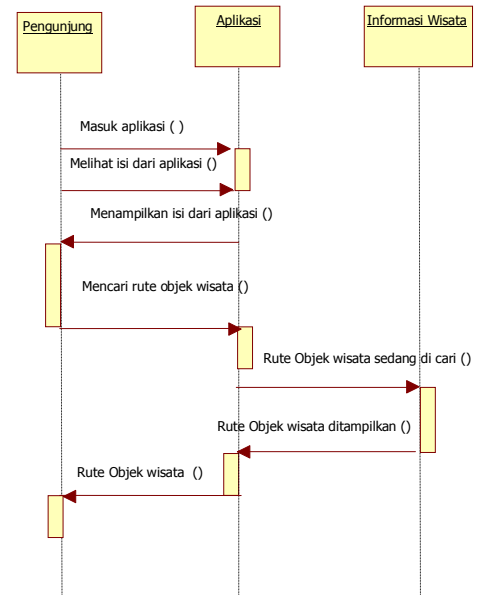 Pengunjung
Aplikasi
Informasi Wisata
Masuk aplikasi ( )
Melihat isi dari aplikasi ()
Menampilkan isi dari aplikasi ()
Mencari rute objek wisata ()
Rute Objek wisata sedang di cari ()
Rute Objek wisata ditampilkan ()
Rute Objek wisata ()